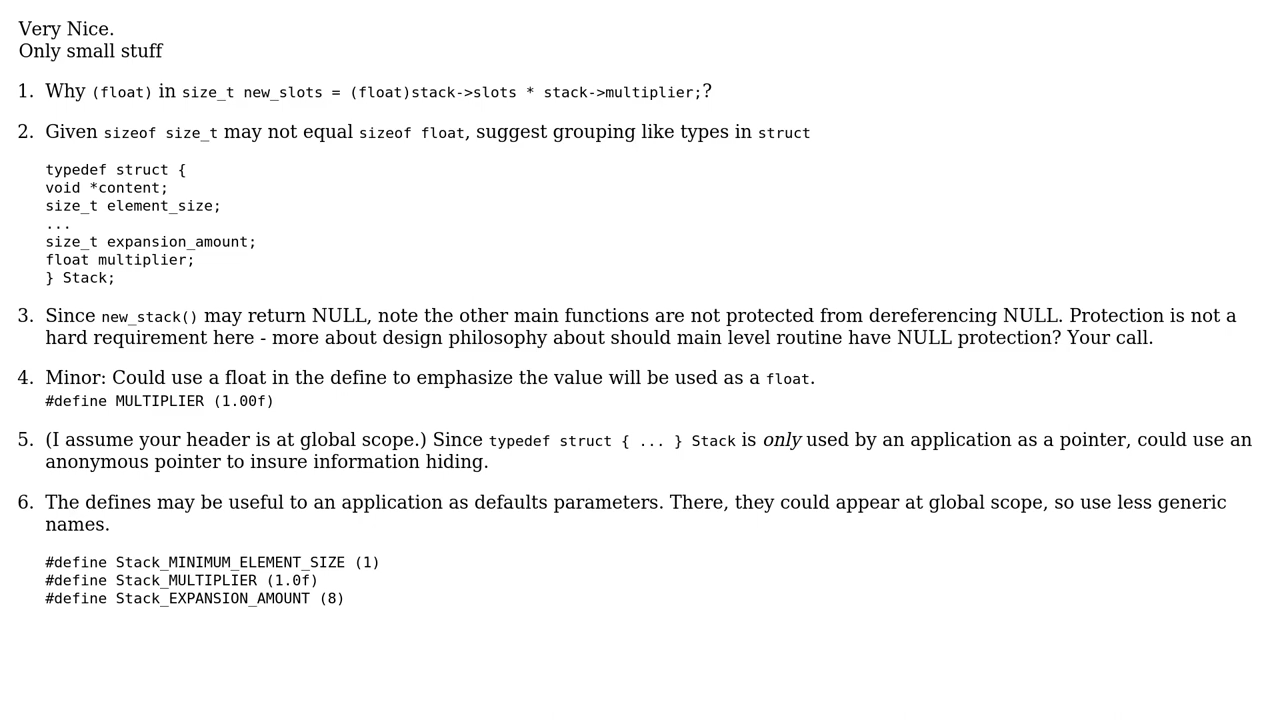 Very Nice.
Only small stuff
1. Why (float) in size_t new_slots = (float)stack->slots * stack->multiplier;?
2. Given sizeof size_t may not equal sizeof float, suggest grouping like types in struct
typedef struct {
void *content;
size_t element_size;
...
size_t expansion_amount;
float multiplier;
} Stack;
3. Since new_stack() may return NULL, note the other main functions are not protected from dereferencing NULL. Protection is not a
hard requirement here - more about design philosophy about should main level routine have NULL protection? Your call.
4. Minor: Could use a float in the define to emphasize the value will be used as a float.
#define MULTIPLIER (1.00f)
5. (I assume your header is at global scope.) Since typedef struct { ... } Stack is only used by an application as a pointer, could use an
anonymous pointer to insure information hiding.
6. The defines may be useful to an application as defaults parameters. There, they could appear at global scope, so use less generic
names.
#define Stack_MINIMUM_ELEMENT_SIZE (1)
#define Stack_MULTIPLIER (1.0f)
#define Stack_EXPANSION_AMOUNT (8)